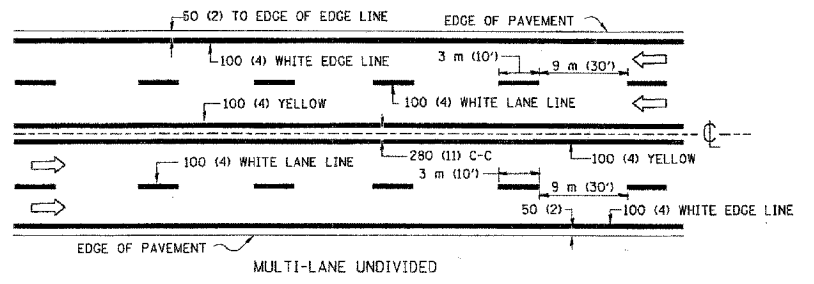 50 (2) TO EDGE OF EDGE LINE
EDGE OF PAVEMENT
100 (4) WHITE EDGE LINE
3 m (10')
9 m (30')
100 (4) YELLOW
100 (4) WHITE LANE LINE
℄
100 (4) WHITE LANE LINE
280 (11) C-C
100 (4) YELLOW
3 m (10')
9 m (30')
50 (2)
100 (4) WHITE EDGE LINE
EDGE OF PAVEMENT
MULTI-LANE UNDIVIDED